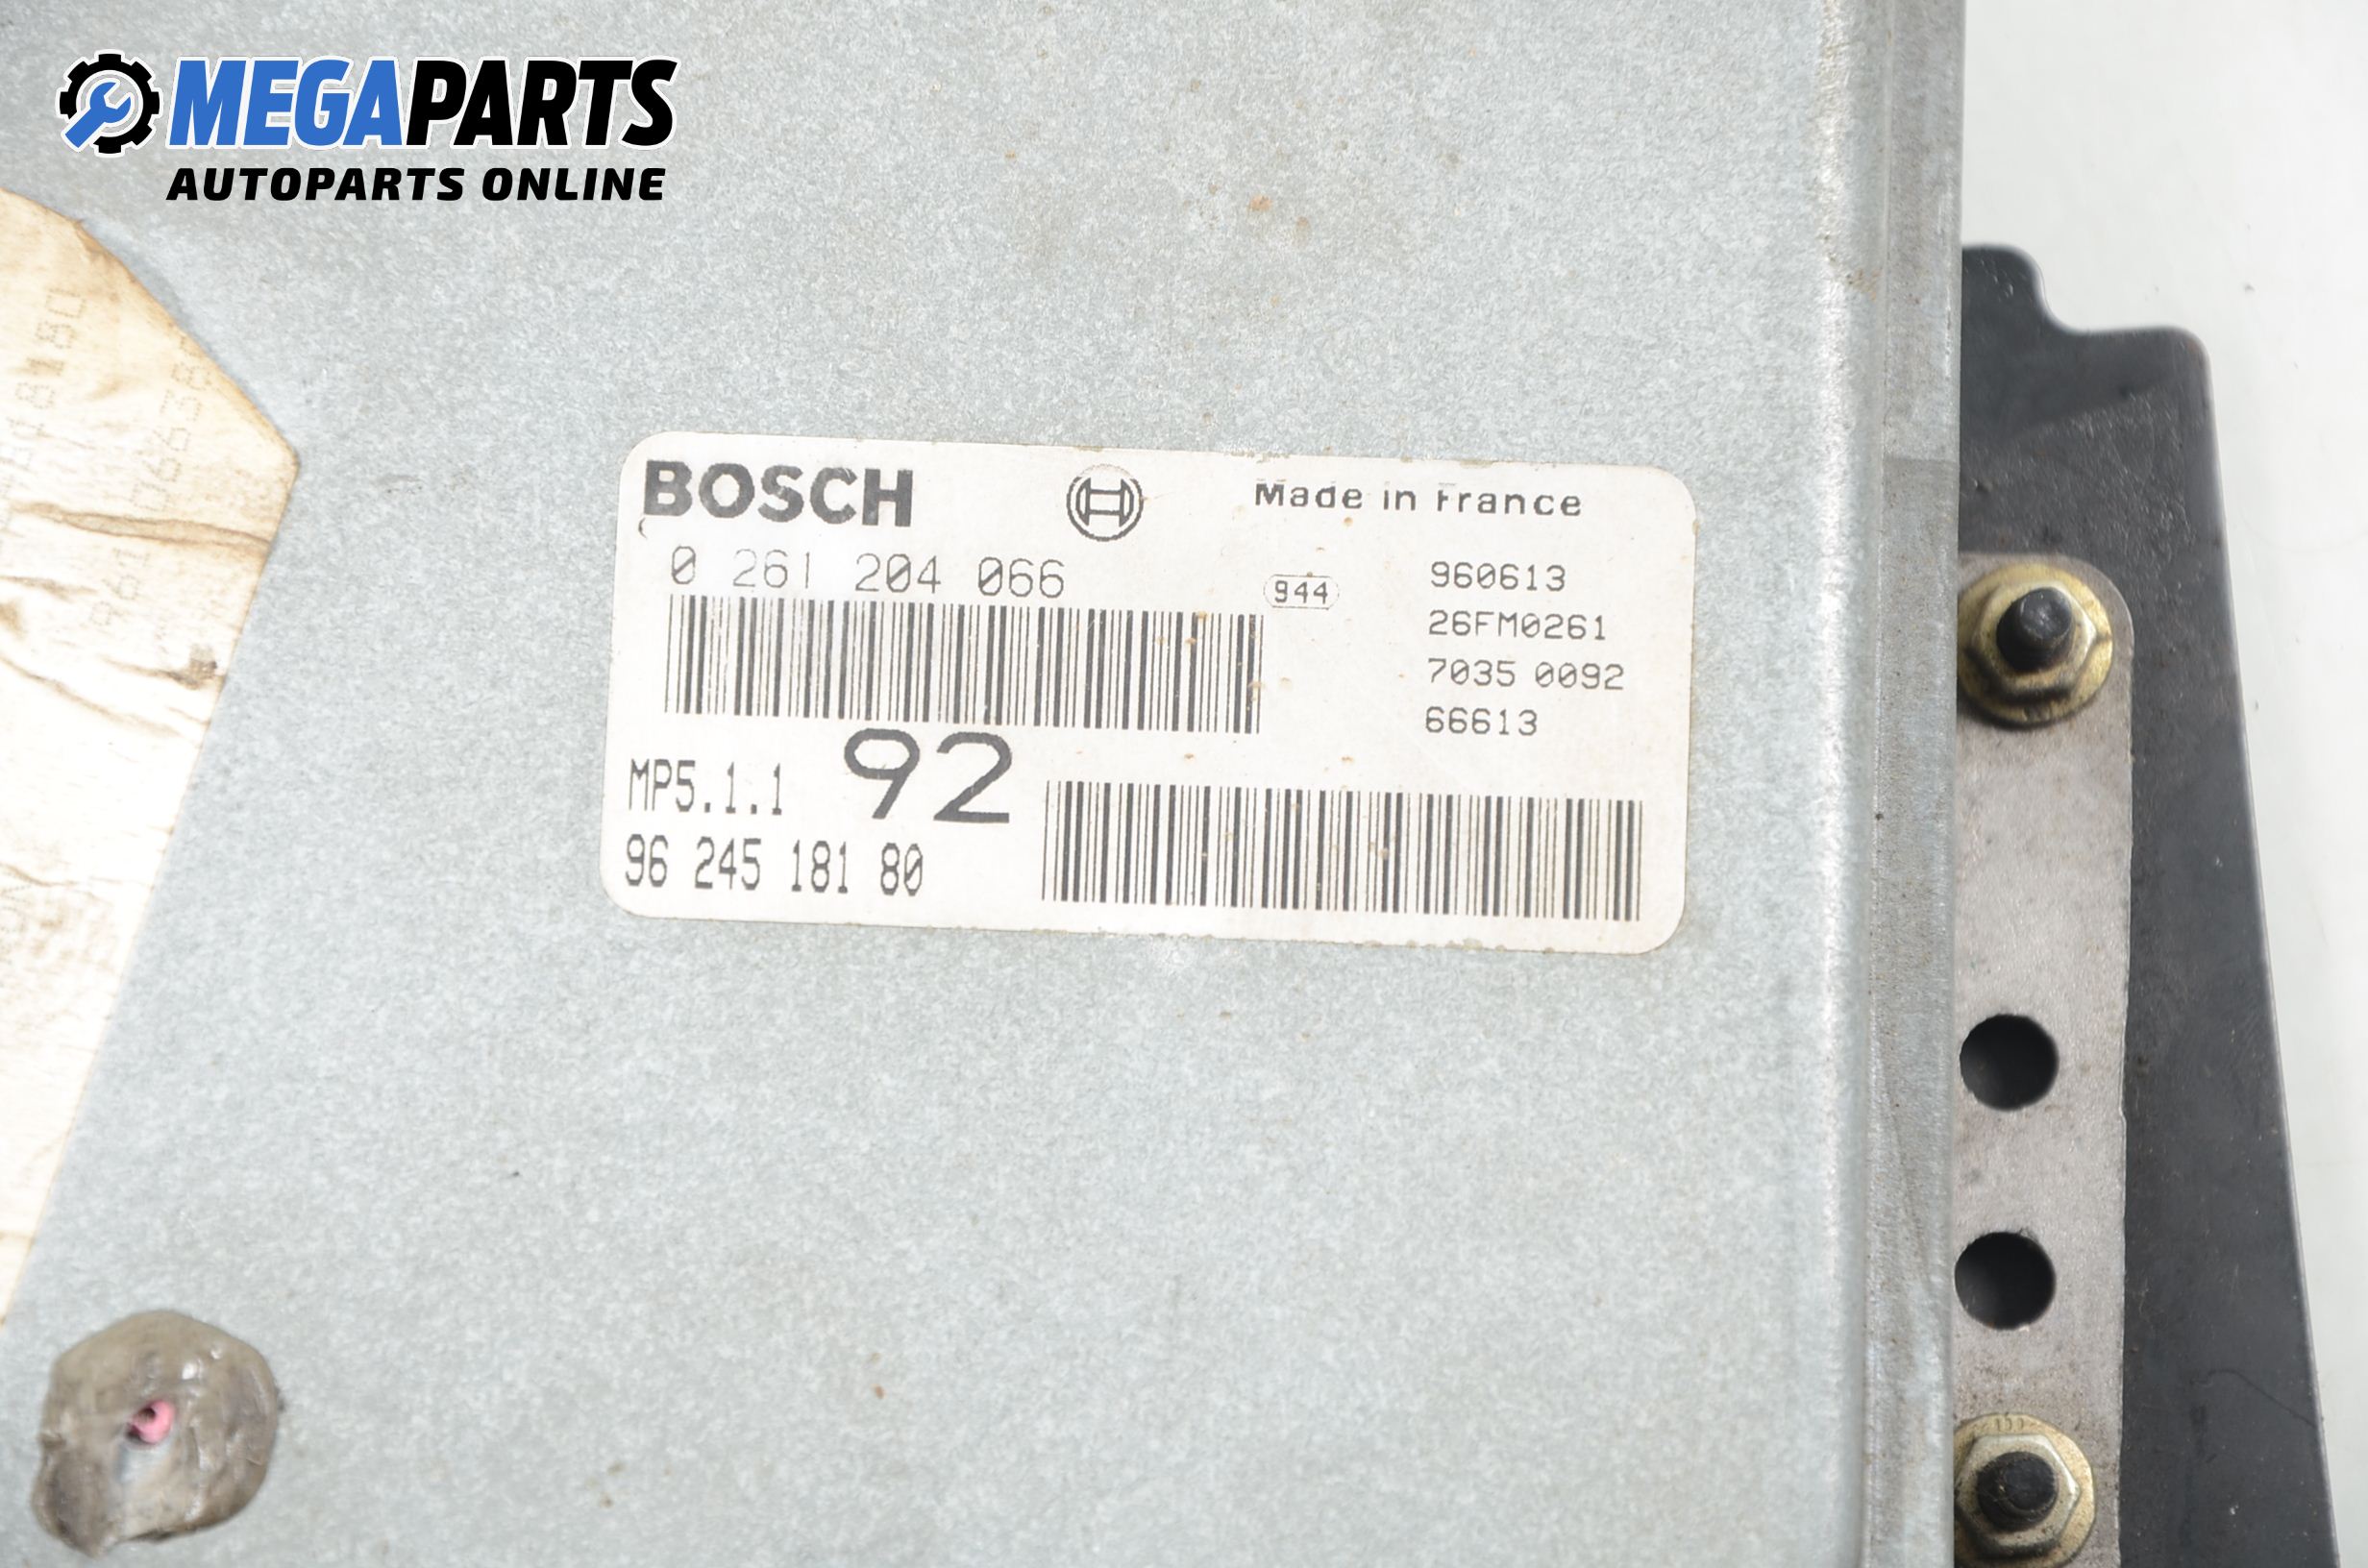 MEGAPARTS
AUTOPARTS ONLINE
BOSCH
Made in France
0 261 204 066
944
960613
26FM0261
7035 0092
66613
MP5.1.1
92
96 245 181 80